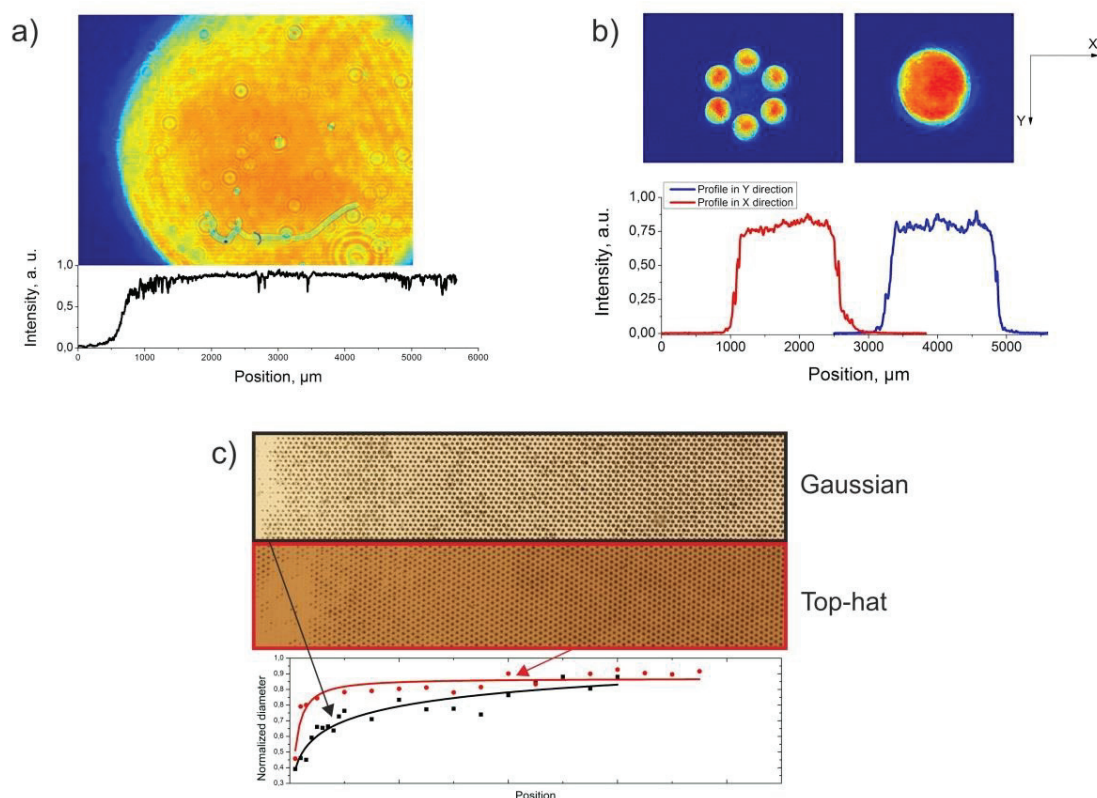 a)
Intensity, a. u.
1,0
0,5
0,0
0
1000
2000
3000
4000
5000
6000
Position, µm
b)
X
Y
Profile in Y direction
Profile in X direction
Intensity, a.u.
1,00
0,75
0,50
0,25
0,00
0
1000
2000
3000
4000
5000
Position, µm
c)
Gaussian
Top-hat
Normalized diameter
1,0
0,9
0,8
0,7
0,6
0,5
0,4
0,3
Position